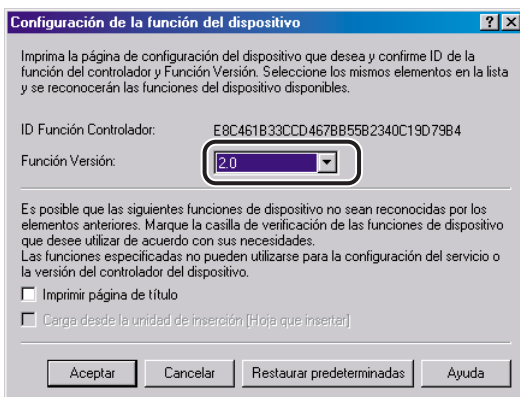 Configuración de la función del dispositivo
Imprima la página de configuración del dispositivo que desea y confirme ID de la
función del controlador y Función Versión. Seleccione los mismos elementos en la lista
y se reconocerán las funciones del dispositivo disponibles.
ID Función Controlador: E8C461B33CCD467BB55B2340C19D79B4
Función Versión: 2.0
Es posible que las siguientes funciones de dispositivo no sean reconocidas por los
elementos anteriores. Marque la casilla de verificación de las funciones de dispositivo
que desee utilizar de acuerdo con sus necesidades.
Las funciones especificadas no pueden utilizarse para la configuración del servicio o
la versión del controlador del dispositivo.
Imprimir página de título
Carga desde la unidad de inserción [Hoja que insertar]
Aceptar Cancelar Restaurar predeterminadas Ayuda